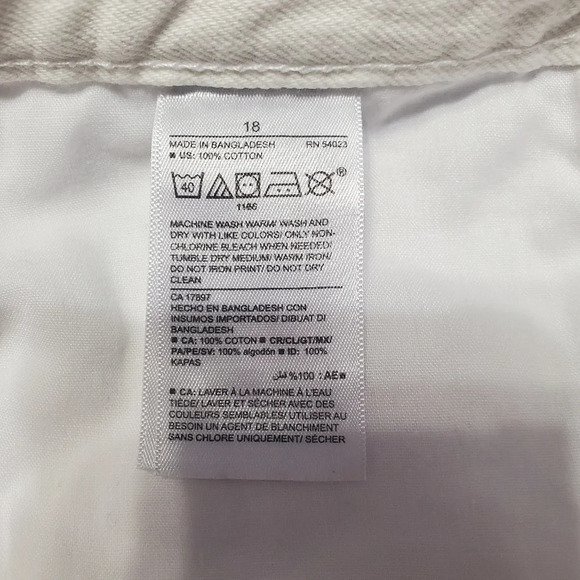 18
MADE IN BANGLADESH RN 54023
■ US: 100% COTTON
40 ®
1166
MACHINE WASH WARM/ WASH AND
DRY WITH LIKE COLORS/ ONLY NON-
CHLORINE BLEACH WHEN NEEDED/
TUMBLE DRY MEDIUM/ WARM IRON/
DO NOT IRON PRINT/ DO NOT DRY
CLEAN
CA 17897
HECHO EN BANGLADESH CON
INSUMOS IMPORTADOS/ DIBUAT DI
BANGLADESH
■ CA: 100% COTON ■ CR/CL/GT/MX/
PA/PE/SV: 100% algodón ■ ID: 100%
KAPAS
■AE: 100% قطن
■ CA: LAVER À LA MACHINE À L'EAU
TIÈDE/ LAVER ET SÉCHER AVEC DES
COULEURS SEMBLABLES/ UTILISER AU
BESOIN UN AGENT DE BLANCHIMENT
SANS CHLORE UNIQUEMENT/ SÉCHER